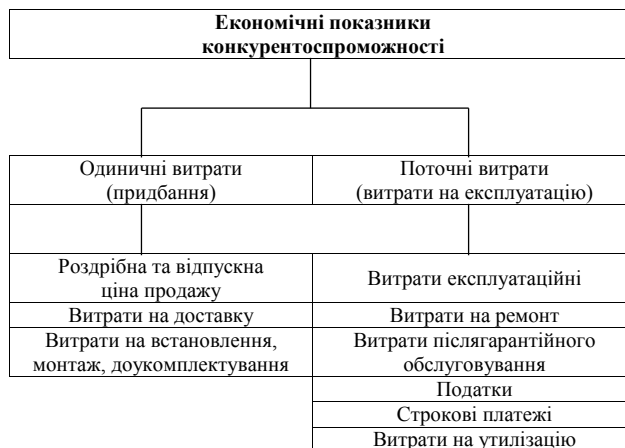 Економічні показники
конкурентоспроможності
Одиничні витрати
(придбання)
Поточні витрати
(витрати на експлуатацію)
Роздрібна та відпускна
ціна продажу
Витрати експлуатаційні
Витрати на доставку
Витрати на ремонт
Витрати на встановлення,
монтаж, доукомплектування
Витрати післягарантійного
обслуговування
Податки
Строкові платежі
Витрати на утилізацію